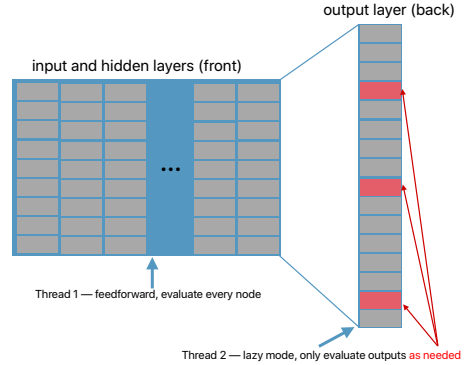 output layer (back)
input and hidden layers (front)
...
Thread 1 — feedforward, evaluate every node
Thread 2 — lazy mode, only evaluate outputs as needed